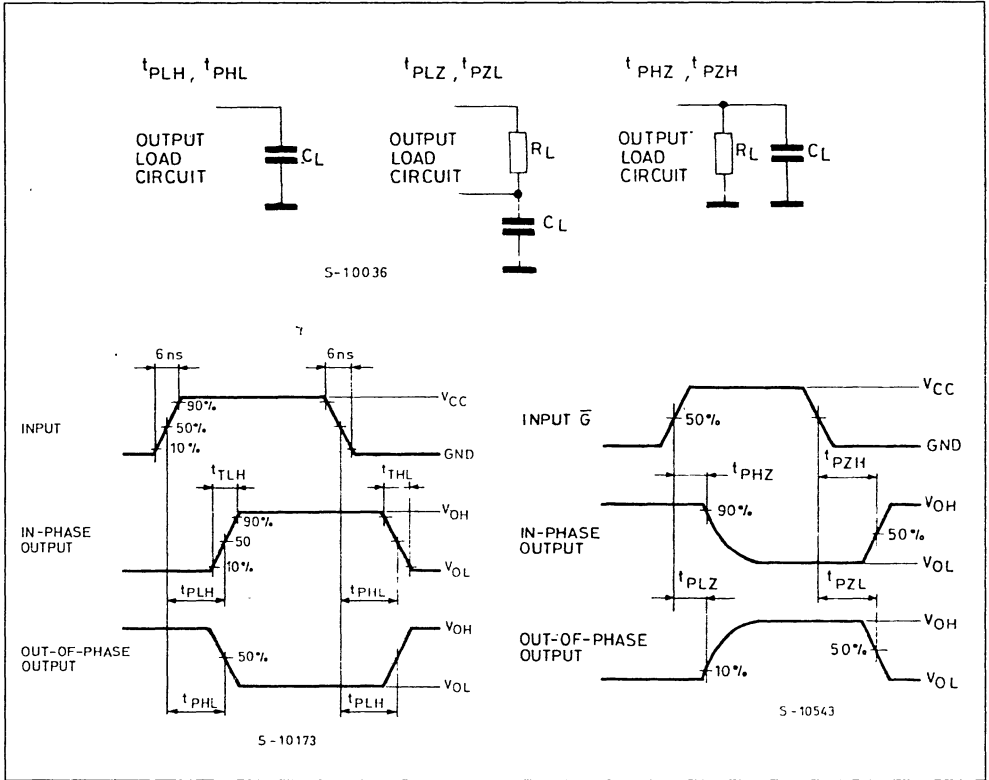 tPLH, tPHL
OUTPUT
LOAD
CIRCUIT
CL
tPLZ, tPZL
OUTPUT
LOAD
CIRCUIT
RL
CL
tPHZ, tPZH
OUTPUT
LOAD
CIRCUIT
RL
CL
S-10036
6ns
6ns
INPUT
90%
50%
10%
VCC
GND
tTLH
tTHL
IN-PHASE
OUTPUT
90%
50
10%
VOH
VOL
tPLH
tPHL
OUT-OF-PHASE
OUTPUT
50%
VOH
VOL
tPHL
tPLH
S-10173
INPUT G̅
50%
VCC
GND
tPHZ
tPZH
IN-PHASE
OUTPUT
90%
50%
VOH
VOL
tPLZ
tPZL
OUT-OF-PHASE
OUTPUT
10%
50%
VOH
VOL
S-10543